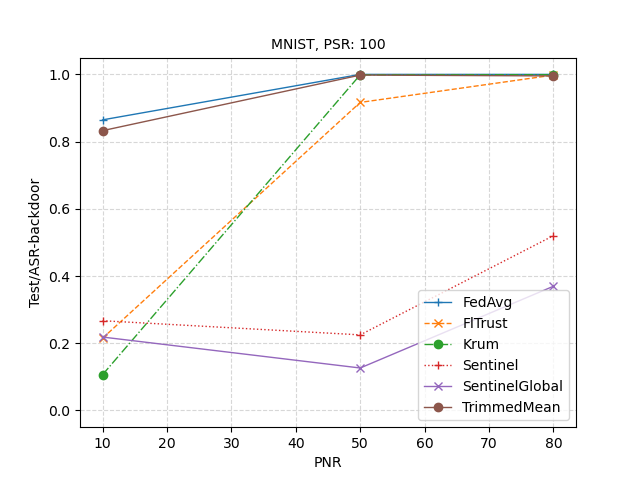 MNIST, PSR: 100
Test/ASR-backdoor
1.0
0.8
0.6
0.4
0.2
0.0
FedAvg
FlTrust
Krum
Sentinel
SentinelGlobal
TrimmedMean
10 20 30 40 50 60 70 80
PNR